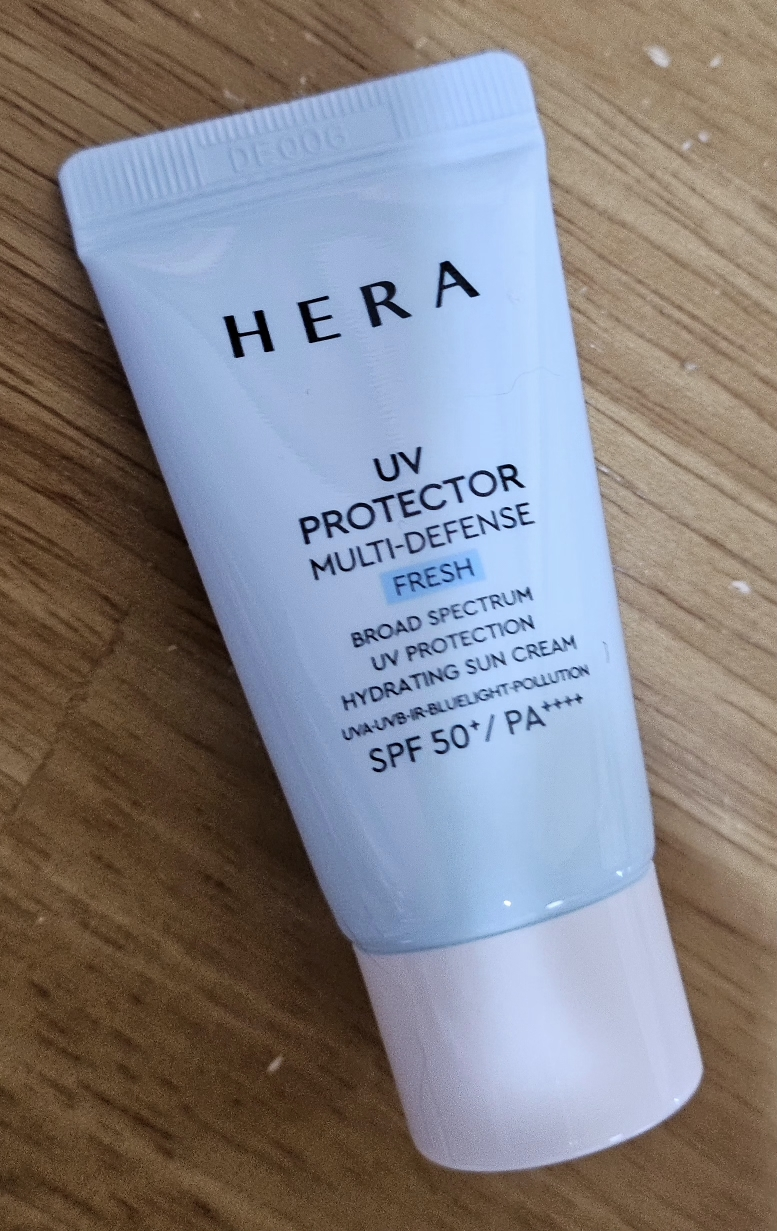 HERA
UV
PROTECTOR
MULTI-DEFENSE
FRESH
BROAD SPECTRUM
UV PROTECTION
HYDRATING SUN CREAM
UVA·UVB·IR·BLUELIGHT·POLLUTION
SPF 50⁺/ PA⁺⁺⁺⁺